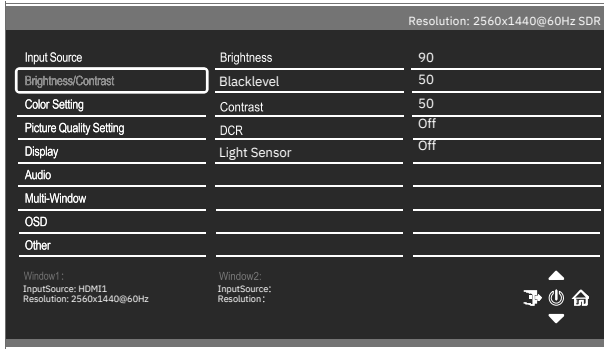 Resolution: 2560x1440@60Hz SDR
Input Source Brightness 90
Brightness/Contrast Blacklevel 50
Color Setting Contrast 50
Picture Quality Setting DCR Off
Display Light Sensor Off
Audio
Multi-Window
OSD
Other
Window1: Window2:
InputSource: HDMI1 InputSource:
Resolution: 2560x1440@60Hz Resolution: